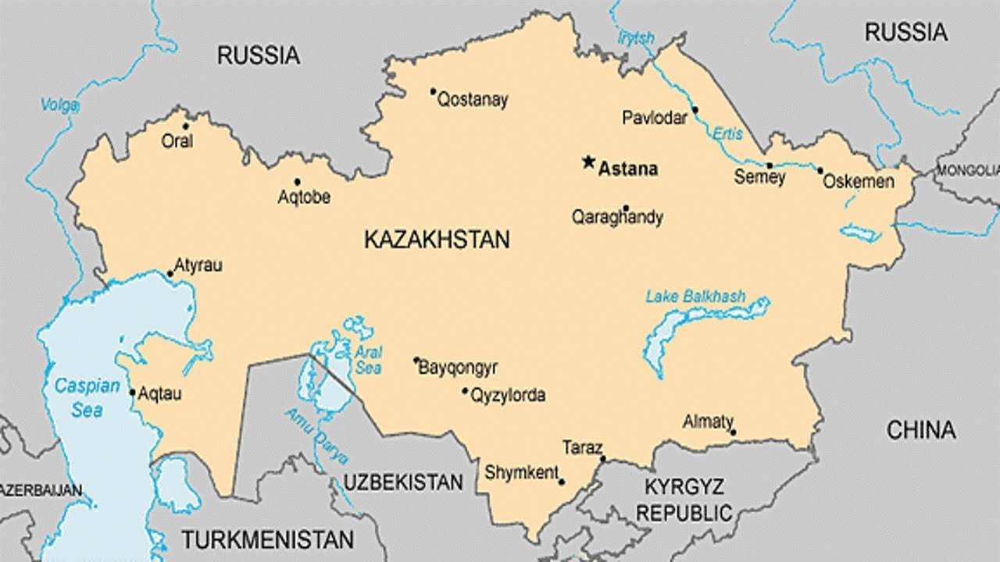 RUSSIA
RUSSIA
Irytsh
Volga
Qostanay
Pavlodar
Ertis
Oral
Astana
Semey
Oskemen
MONGOLIA
Aqtobe
Qaraghandy
KAZAKHSTAN
Atyrau
Lake Balkhash
Aral
Sea
Bayqongyr
Caspian
Sea
Aqtau
Qyzylorda
Almaty
CHINA
Amu Darya
Taraz
Shymkent
UZBEKISTAN
KYRGYZ
REPUBLIC
AZERBAIJAN
TURKMENISTAN